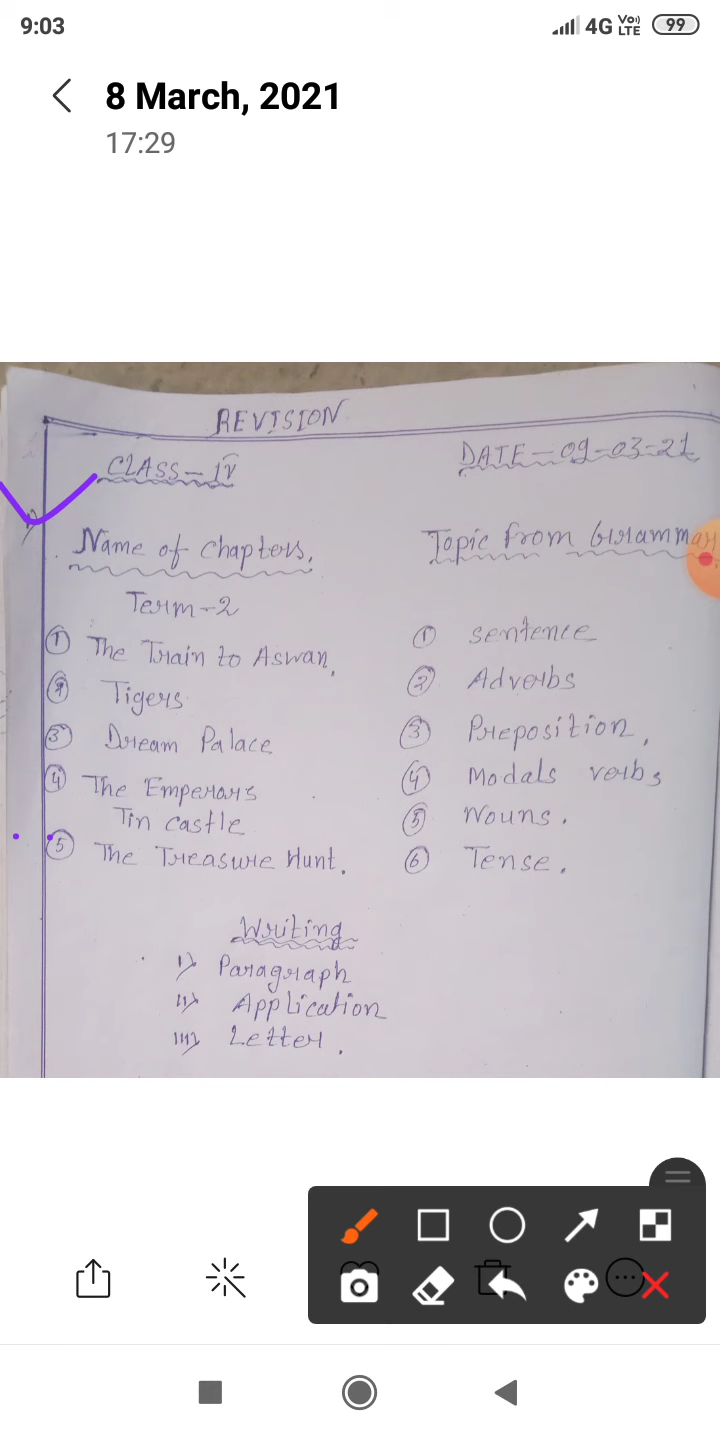 9:03
4G Vo)) LTE 99
8 March, 2021
17:29
REVISION
CLASS-IV
DATE-09-03-21
Name of Chapters.
Topic from Grammar
Term-2
① The Train to Aswan,
② Tigers
③ Dream Palace
④ The Emperors
Tin castle
⑤ The Treasure Hunt.
① sentence
② Adverbs
③ Preposition,
④ Modals verbs
⑤ Nouns.
⑥ Tense.
Writing
i) Paragraph
ii) Application
iii) Letter.